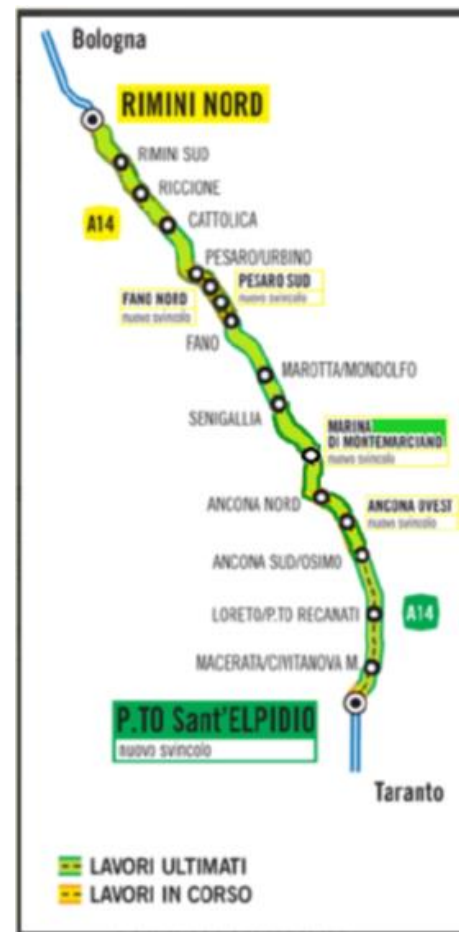 Bologna
RIMINI NORD
RIMINI SUD
RICCIONE
A14
CATTOLICA
PESARO/URBINO
PESARO SUD
nuovo svincolo
FANO NORD
nuovo svincolo
FANO
MAROTTA/MONDOLFO
SENIGALLIA
MARINA
DI MONTEMARCIANO
nuovo svincolo
ANCONA NORD
ANCONA OVEST
nuovo svincolo
ANCONA SUD/OSIMO
LORETO/P.TO RECANATI
A14
MACERATA/CIVITANOVA M.
P.TO Sant'ELPIDIO
nuovo svincolo
Taranto
LAVORI ULTIMATI
LAVORI IN CORSO